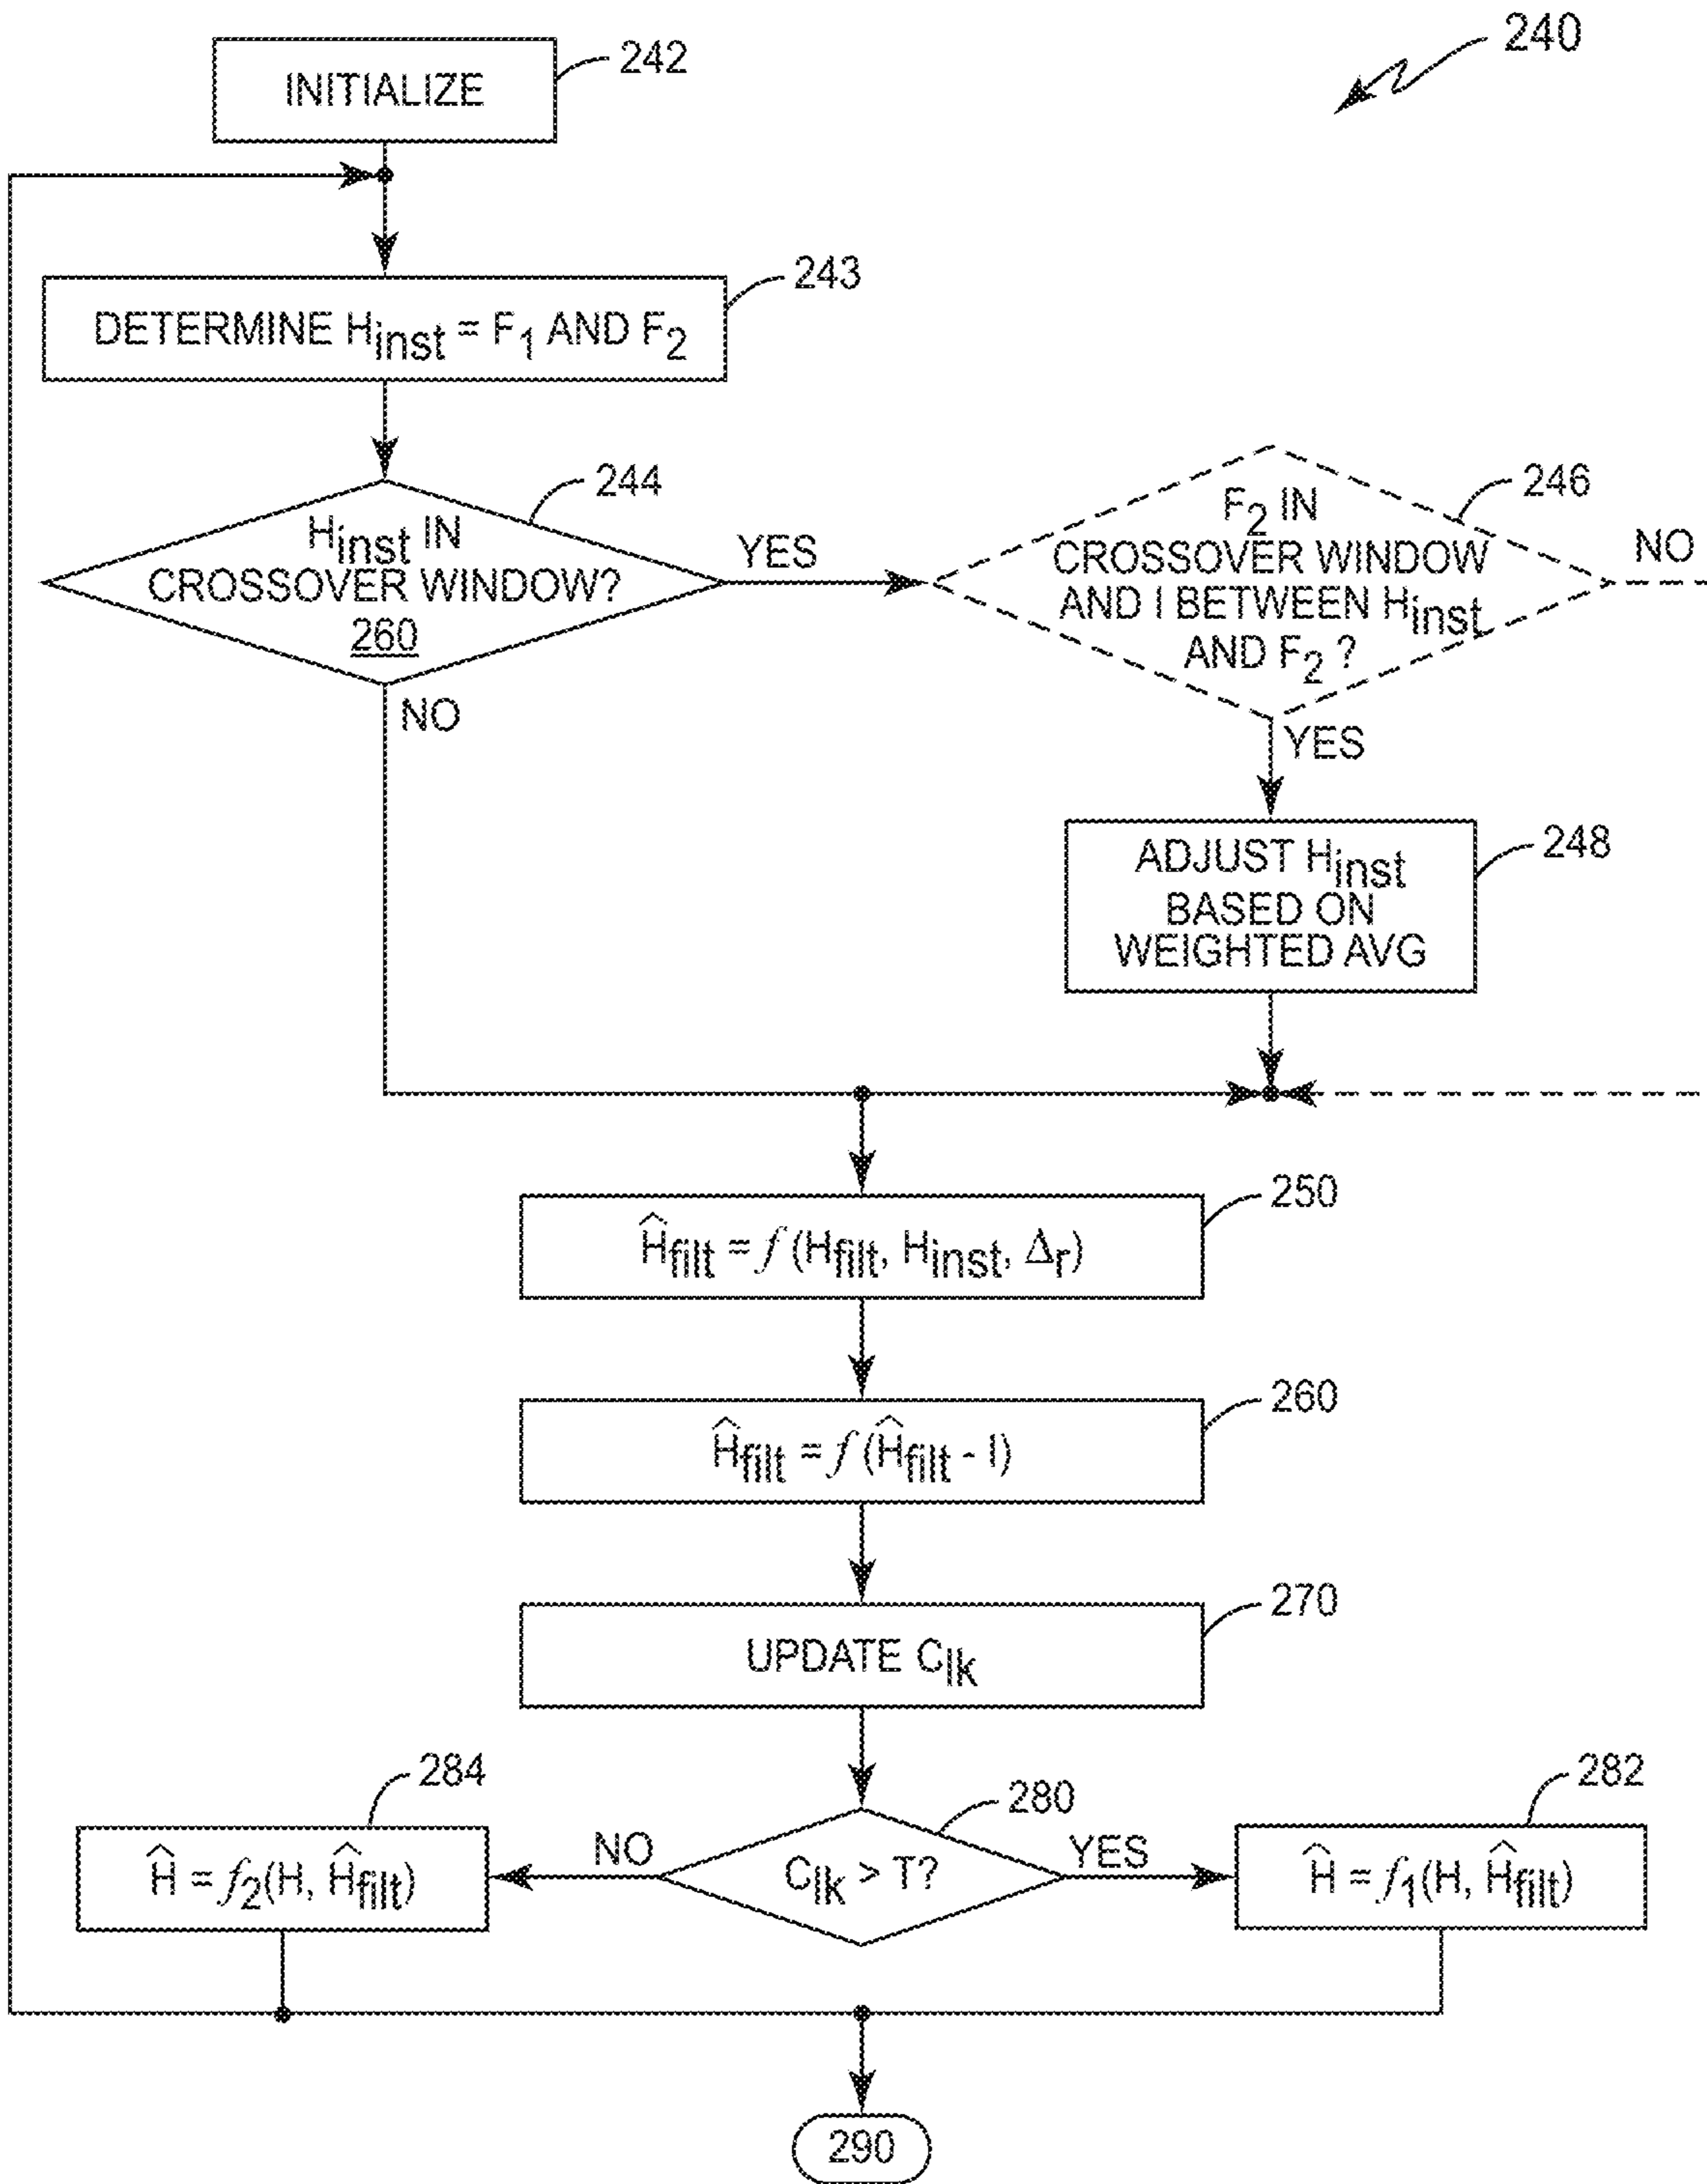 240
INITIALIZE
242
DETERMINE Hinst = F1 AND F2
243
Hinst IN
CROSSOVER WINDOW?
260
244
YES
NO
F2 IN
CROSSOVER WINDOW
AND I BETWEEN Hinst
AND F2 ?
246
NO
YES
ADJUST Hinst
BASED ON
WEIGHTED AVG
248
Ĥfilt = f (Hfilt, Hinst, Δr)
250
Ĥfilt = f (Ĥfilt - I)
260
UPDATE Clk
270
Clk > T?
280
NO
YES
Ĥ = f2(H, Ĥfilt)
284
Ĥ = f1(H, Ĥfilt)
282
290